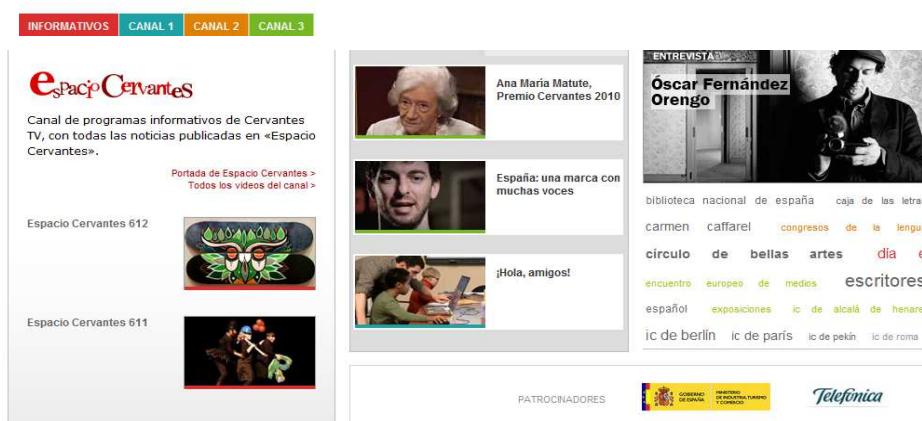 INFORMATIVOS CANAL 1 CANAL 2 CANAL 3
EspacioCervantes
Canal de programas informativos de Cervantes
TV, con todas las noticias publicadas en «Espacio
Cervantes».
Portada de Espacio Cervantes >
Todos los vídeos del canal >
Espacio Cervantes 612
Espacio Cervantes 611
Ana María Matute,
Premio Cervantes 2010
España: una marca con
muchas voces
¡Hola, amigos!
ENTREVISTA
Óscar Fernández
Orengo
biblioteca nacional de españa caja de las letra
carmen caffarel congresos de la lengu
círculo de bellas artes día e
encuentro europeo de medios escritores
español exposiciones ic de alcalá de henare
ic de berlín ic de parís ic de pekín ic de roma
PATROCINADORES
GOBIERNO
DE ESPAÑA
MINISTERIO
DE INDUSTRIA, TURISMO
Y COMERCIO
Telefónica